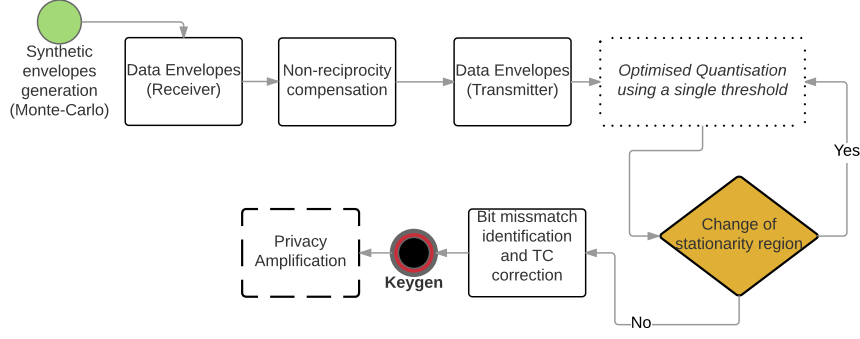 Synthetic
envelopes
generation
(Monte-Carlo)
Data Envelopes
(Receiver)
Non-reciprocity
compensation
Data Envelopes
(Transmitter)
Optimised Quantisation
using a single threshold
Yes
Change of
stationarity region
No
Bit missmatch
identification
and TC
correction
Keygen
Privacy
Amplification